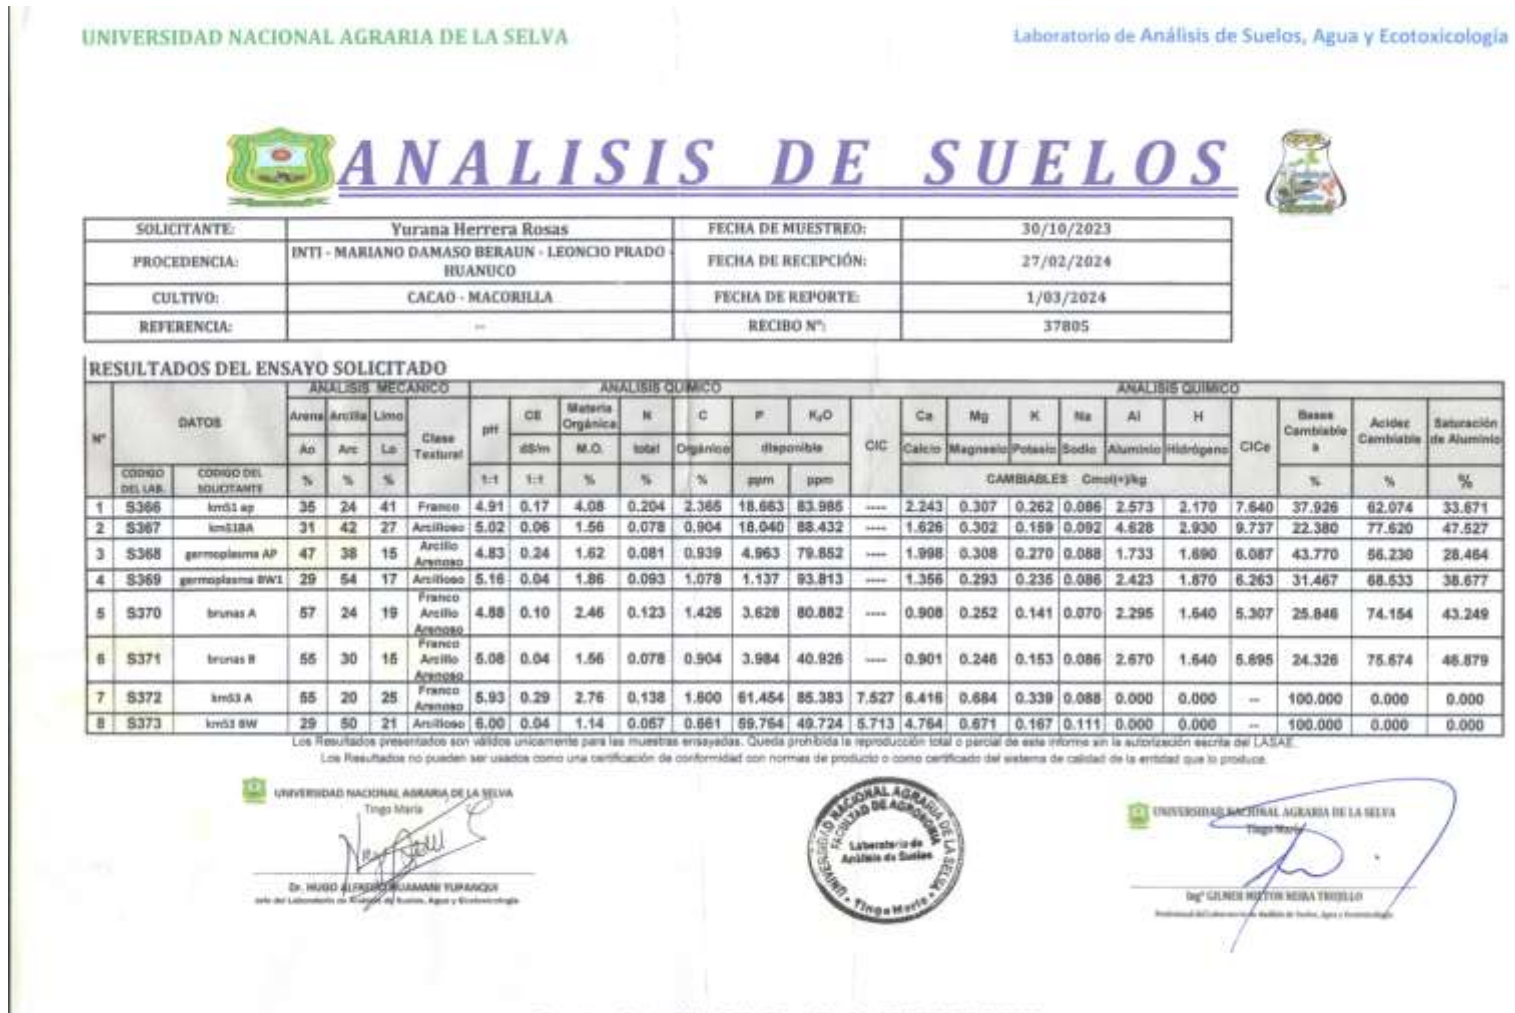 UNIVERSIDAD NACIONAL AGRARIA DE LA SELVA
Laboratorio de Análisis de Suelos, Agua y Ecotoxicología
ANALISIS DE SUELOS
SOLICITANTE: Yurana Herrera Rosas FECHA DE MUESTREO: 30/10/2023
PROCEDENCIA: INTI - MARIANO DAMASO BERAUN - LEONCIO PRADO - HUANUCO FECHA DE RECEPCIÓN: 27/02/2024
CULTIVO: CACAO - MACORILLA FECHA DE REPORTE: 1/03/2024
REFERENCIA: -- RECIBO N°: 37805
RESULTADOS DEL ENSAYO SOLICITADO
ANALISIS MECANICO ANALISIS QUIMICO ANALISIS QUIMICO
N° DATOS Arena Arcilla Limo Clase Textural pH CE Materia Orgánica N C P K₂O CIC Ca Mg K Na Al H CICe Bases Cambiables Acidez Cambiable Saturación de Aluminio
Ao Arc Lo dS/m M.O. total Orgánico disponible Calcio Magnesio Potasio Sodio Aluminio Hidrógeno
CODIGO DEL LAB. CODIGO DEL SOLICITANTE % % % 1:1 1:1 % % % ppm ppm CAMBIABLES Cmol(+)/kg % % %
1 S366 km51 ap 35 24 41 Franco 4.91 0.17 4.08 0.204 2.365 18.663 83.985 ---- 2.243 0.307 0.262 0.086 2.573 2.170 7.640 37.926 62.074 33.671
2 S367 km51BA 31 42 27 Arcilloso 5.02 0.06 1.56 0.078 0.904 18.040 88.432 ---- 1.626 0.302 0.159 0.092 4.628 2.930 9.737 22.380 77.620 47.527
3 S368 germoplasma AP 47 38 15 Arcillo Arenoso 4.83 0.24 1.62 0.081 0.939 4.963 79.652 ---- 1.998 0.308 0.270 0.088 1.733 1.690 6.087 43.770 56.230 28.464
4 S369 germoplasma BW1 29 54 17 Arcilloso 5.16 0.04 1.86 0.093 1.078 1.137 93.813 ---- 1.356 0.293 0.235 0.086 2.423 1.870 6.263 31.467 68.533 38.677
5 S370 brunas A 57 24 19 Franco Arcillo Arenoso 4.88 0.10 2.46 0.123 1.426 3.628 80.882 ---- 0.908 0.252 0.141 0.070 2.295 1.640 5.307 25.846 74.154 43.249
6 S371 brunas B 55 30 15 Franco Arcillo Arenoso 5.08 0.04 1.56 0.078 0.904 3.984 40.926 ---- 0.901 0.246 0.153 0.086 2.670 1.640 5.695 24.326 75.674 46.879
7 S372 km53 A 55 20 25 Franco Arenoso 5.93 0.29 2.76 0.138 1.600 61.454 85.383 7.527 6.416 0.684 0.339 0.088 0.000 0.000 -- 100.000 0.000 0.000
8 S373 km53 BW 29 50 21 Arcilloso 6.00 0.04 1.14 0.057 0.661 59.764 49.724 5.713 4.764 0.671 0.167 0.111 0.000 0.000 -- 100.000 0.000 0.000
Los Resultados presentados son válidos unicamente para las muestras ensayadas. Queda prohibida la reproducción total o parcial de este informe sin la autorización escrita del LASAE.
Los Resultados no pueden ser usados como una certificación de conformidad con normas de producto o como certificado del sistema de calidad de la entidad que lo produce.
UNIVERSIDAD NACIONAL AGRARIA DE LA SELVA
Tingo María
Dr. HUGO ALFREDO HUAMANI YUPANQUI
Jefe del Laboratorio de Análisis de Suelos, Agua y Ecotoxicología
UNIVERSIDAD NACIONAL AGRARIA DE LA SELVA
FACULTAD DE AGRONOMIA
Laboratorio de
Análisis de Suelos
Tingo María
UNIVERSIDAD NACIONAL AGRARIA DE LA SELVA
Tingo María
Ing° GILMER MILTON NEIRA TRUJILLO
Profesional del Laboratorio de Análisis de Suelos, Agua y Ecotoxicología